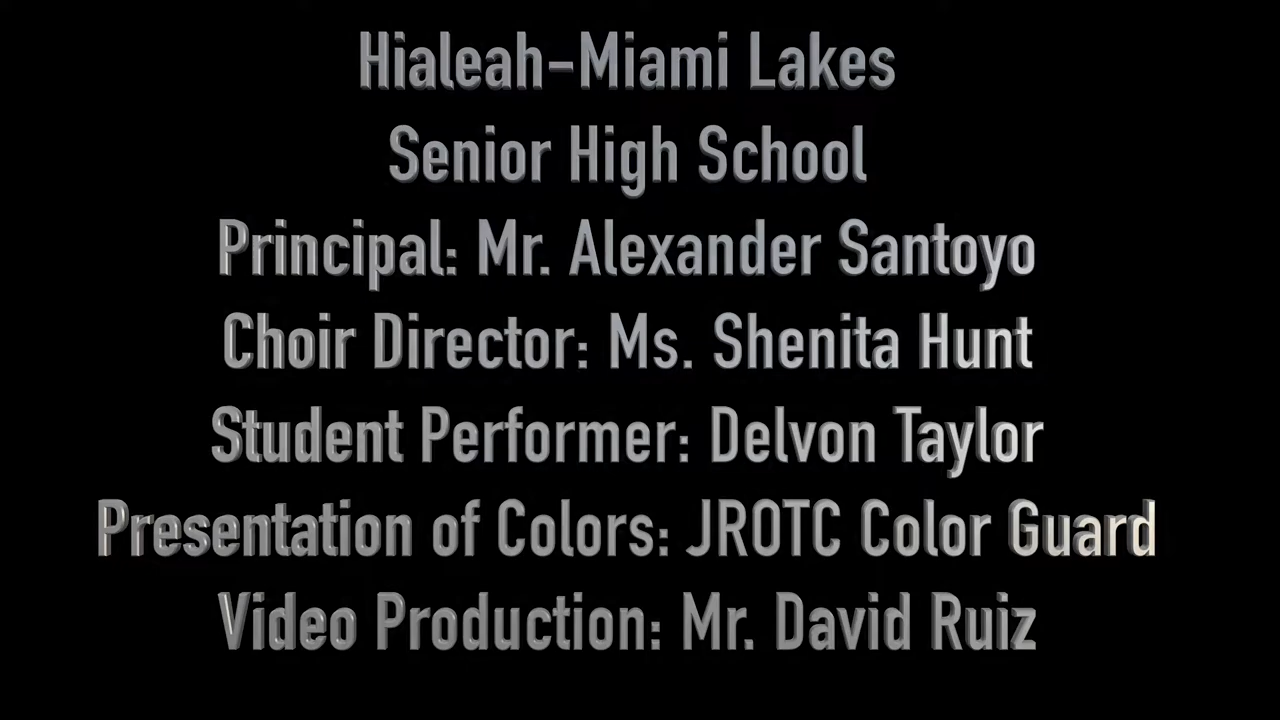 Hialeah-Miami Lakes
Senior High School
Principal: Mr. Alexander Santoyo
Choir Director: Ms. Shenita Hunt
Student Performer: Delvon Taylor
Presentation of Colors: JROTC Color Guard
Video Production: Mr. David Ruiz